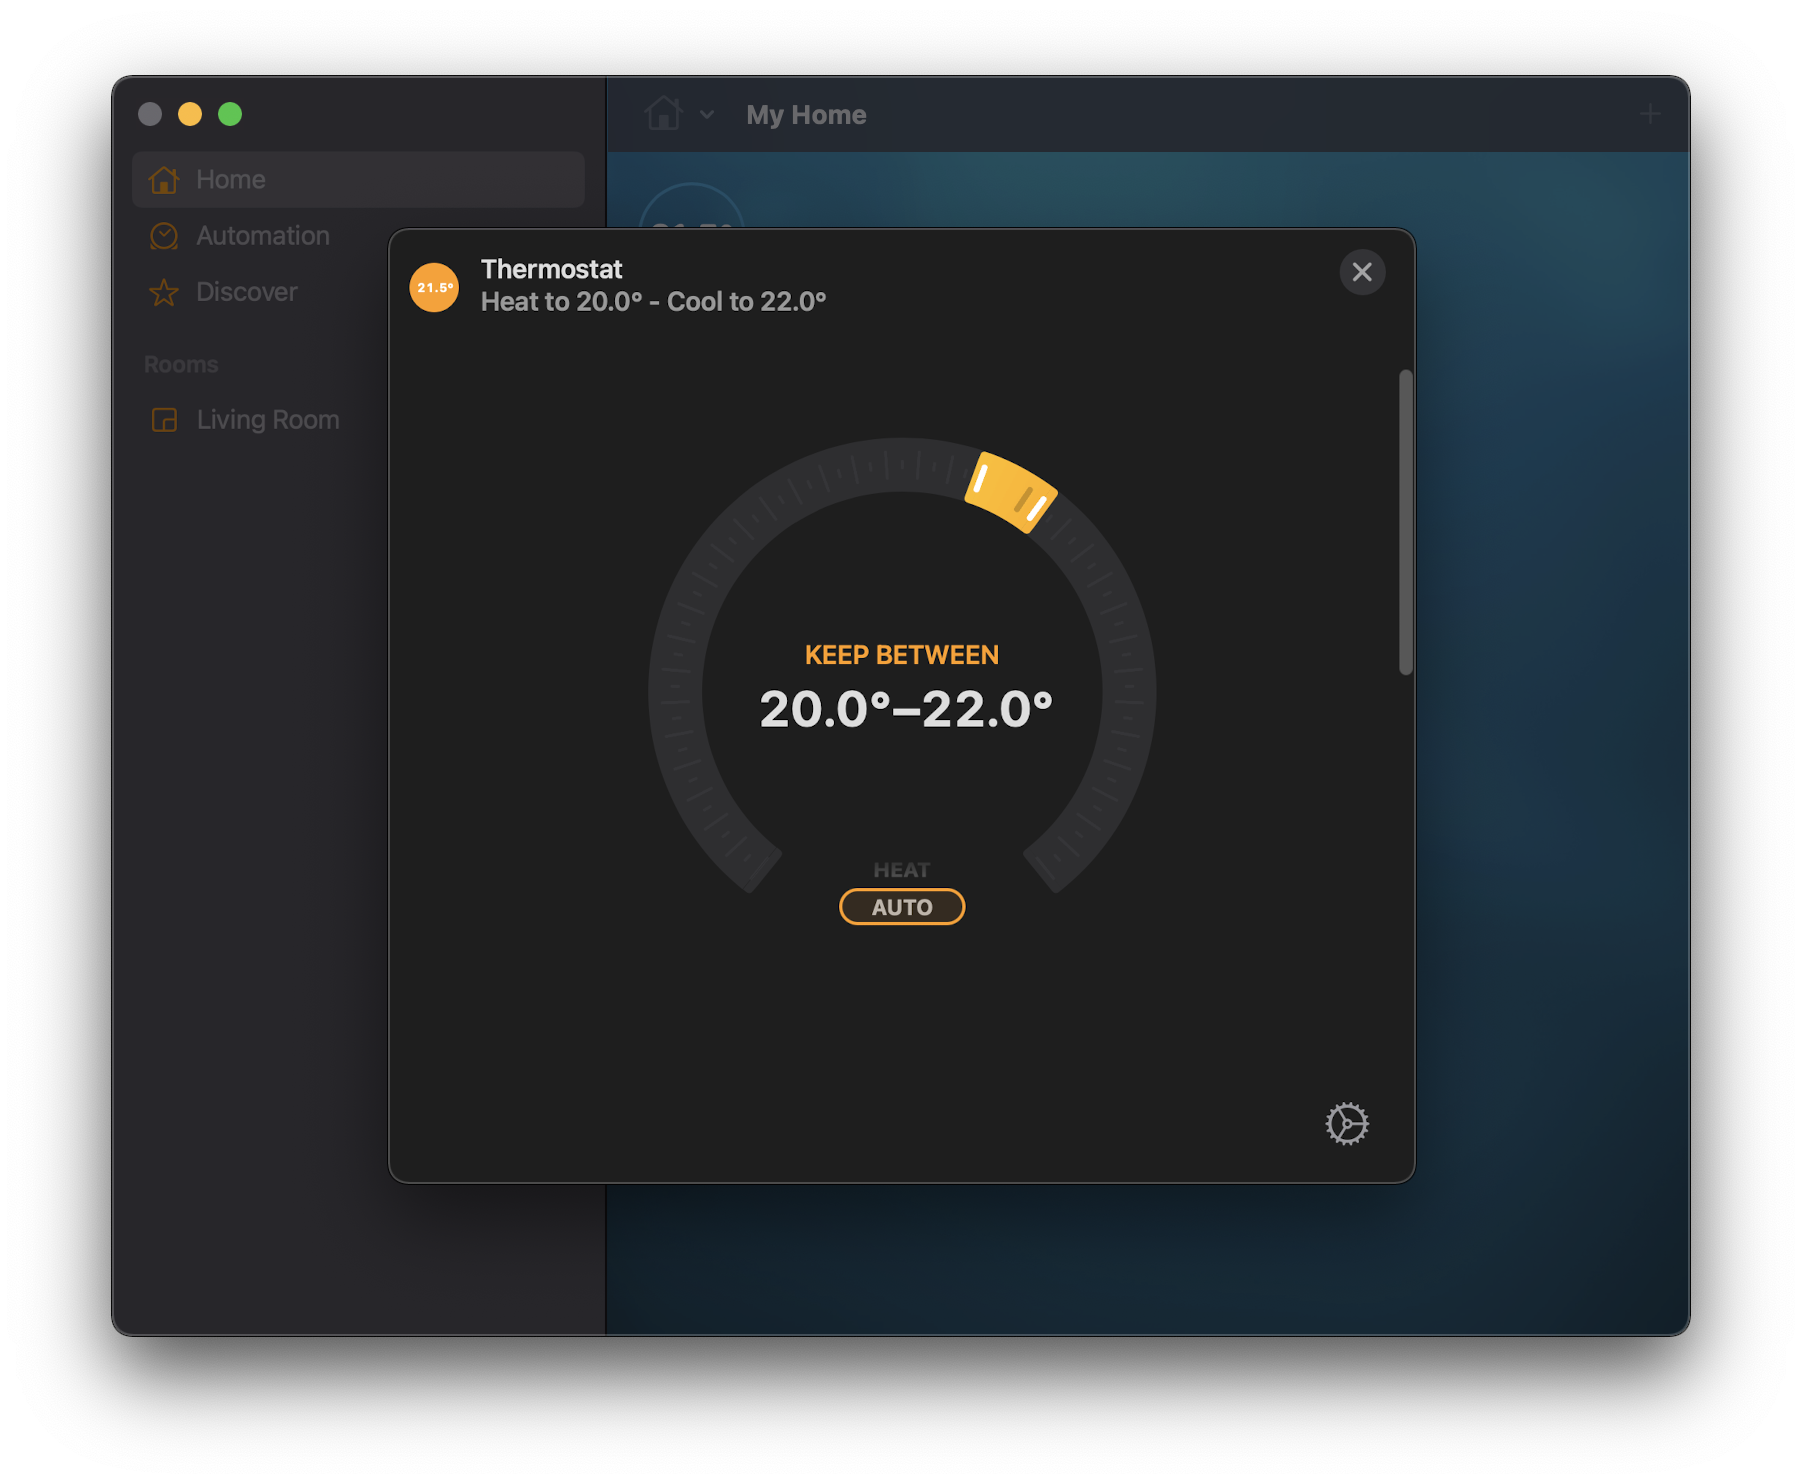 My Home
Home
Automation
Discover
Rooms
Living Room
21.5°
Thermostat
Heat to 20.0° - Cool to 22.0°
KEEP BETWEEN
20.0°–22.0°
HEAT
AUTO